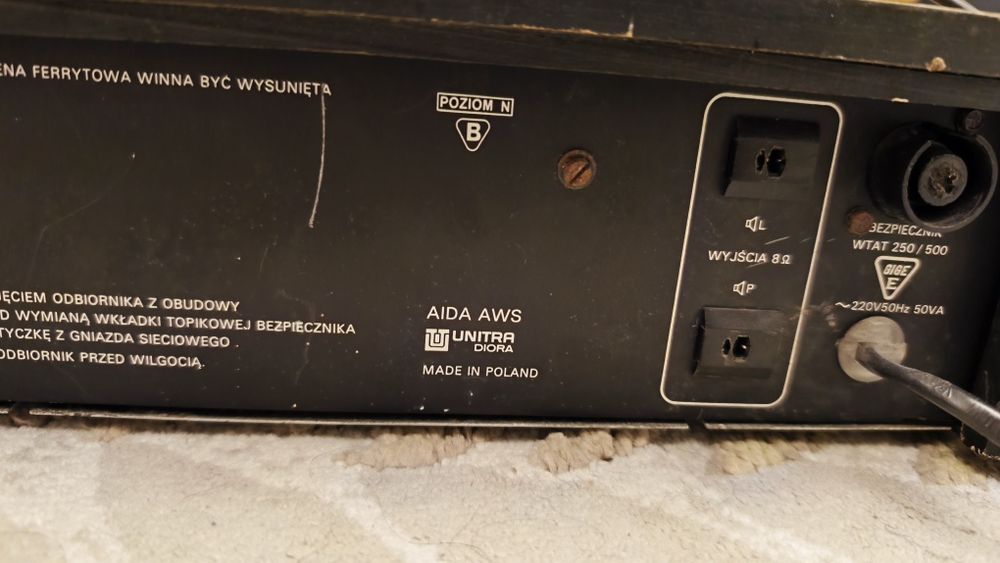 ENA FERRYTOWA WINNA BYĆ WYSUNIĘTA
POZIOM N
B
L
WYJŚCIA 8Ω
P
BEZPIECZNIK
WTAT 250/500
GIGE
E
~220V50Hz 50VA
ĘCIEM ODBIORNIKA Z OBUDOWY
D WYMIANĄ WKŁADKI TOPIKOWEJ BEZPIECZNIKA
TYCZKĘ Z GNIAZDA SIECIOWEGO.
ODBIORNIK PRZED WILGOCIĄ.
AIDA AWS
UNITRA
DIORA
MADE IN POLAND